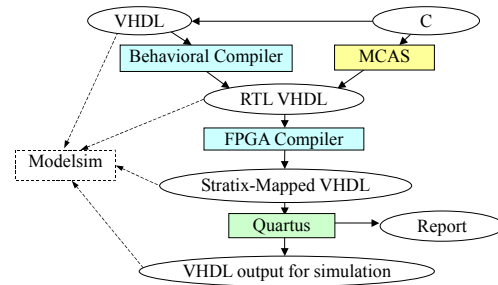 VHDL
C
Behavioral Compiler
MCAS
RTL VHDL
FPGA Compiler
Modelsim
Stratix-Mapped VHDL
Quartus
Report
VHDL output for simulation